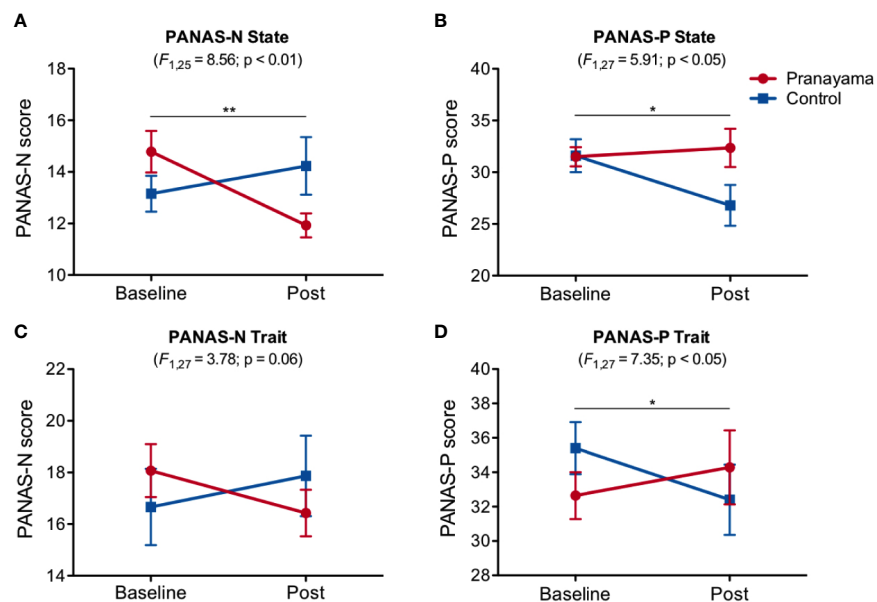 A
PANAS-N State
(F1,25 = 8.56; p < 0.01)
18
16
14
12
10
PANAS-N score
**
Baseline
Post
B
PANAS-P State
(F1,27 = 5.91; p < 0.05)
40
35
30
25
20
PANAS-P score
*
Baseline
Post
Pranayama
Control
C
PANAS-N Trait
(F1,27 = 3.78; p = 0.06)
22
20
18
16
14
PANAS-N score
Baseline
Post
D
PANAS-P Trait
(F1,27 = 7.35; p < 0.05)
40
38
36
34
32
30
28
PANAS-P score
*
Baseline
Post